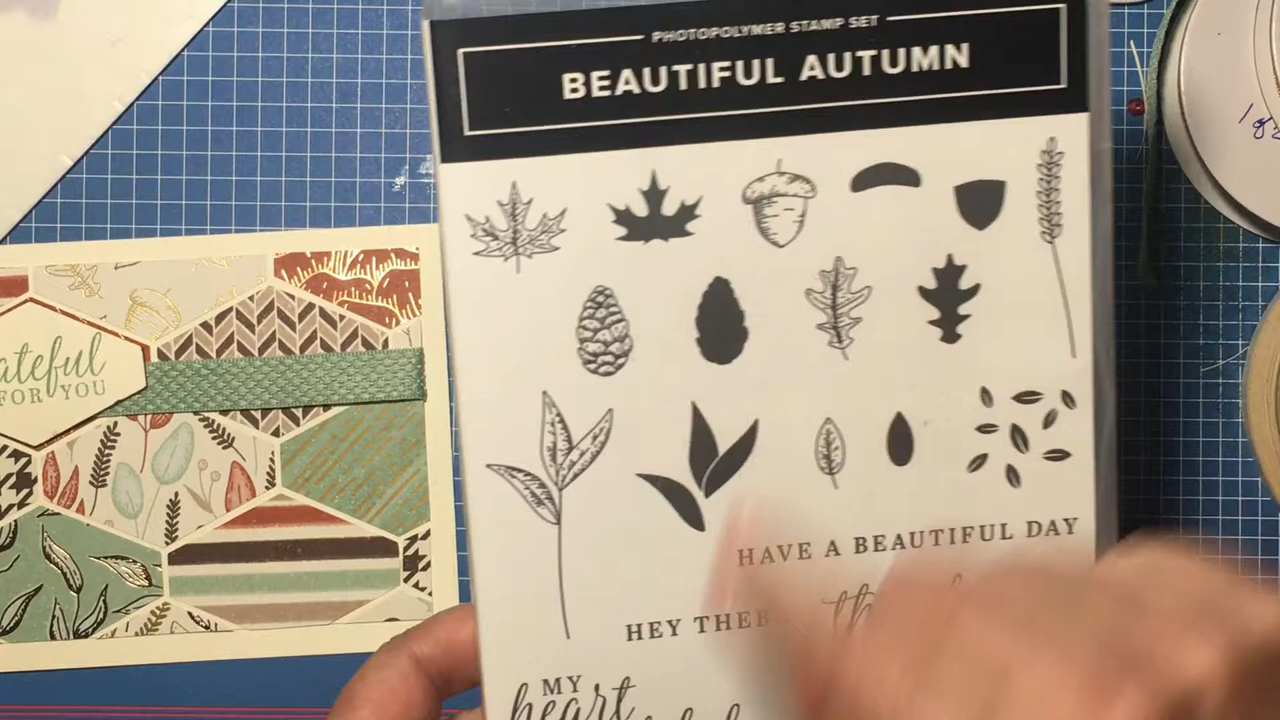 PHOTOPOLYMER STAMP SET
BEAUTIFUL AUTUMN
ateful
FOR YOU
HAVE A BEAUTIFUL DAY
HEY THER
MY
heart